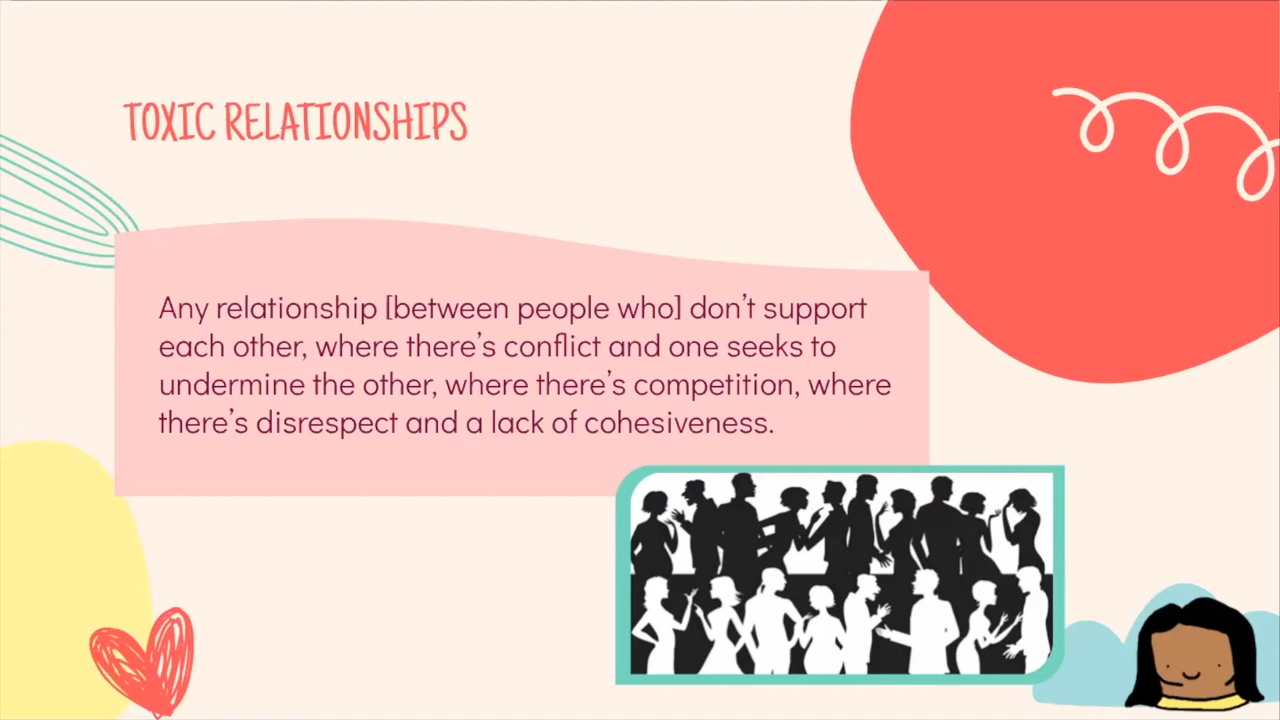 TOXIC RELATIONSHIPS
Any relationship [between people who] don’t support
each other, where there’s conflict and one seeks to
undermine the other, where there’s competition, where
there’s disrespect and a lack of cohesiveness.